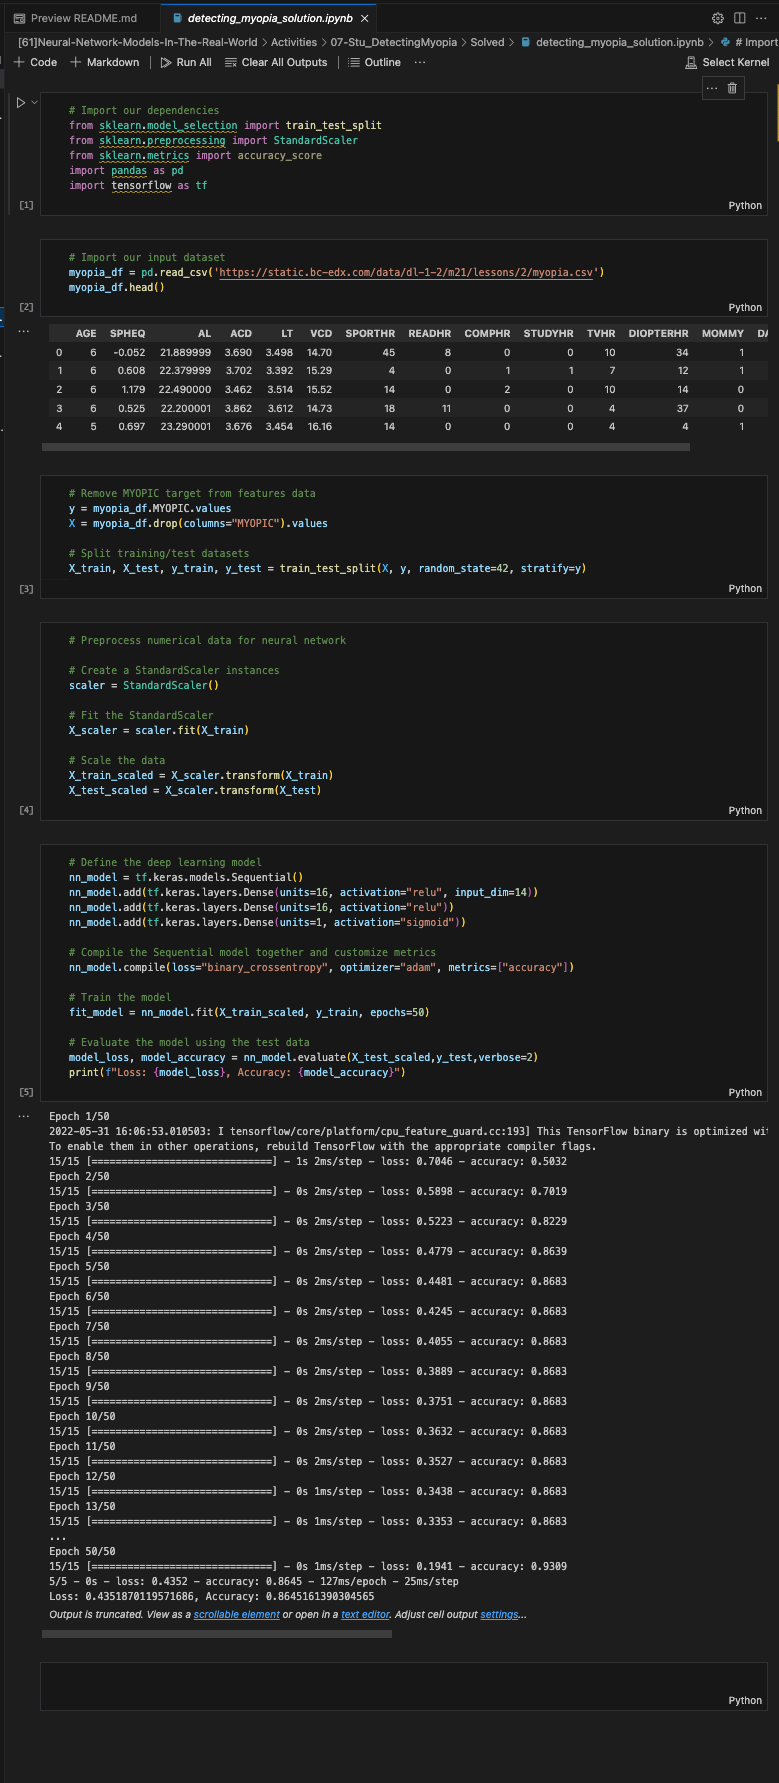 Preview README.md
detecting_myopia_solution.ipynb
[61]Neural-Network-Models-In-The-Real-World > Activities > 07-Stu_DetectingMyopia > Solved > detecting_myopia_solution.ipynb > # Import
+ Code + Markdown Run All Clear All Outputs Outline ... Select Kernel
# Import our dependencies
from sklearn.model_selection import train_test_split
from sklearn.preprocessing import StandardScaler
from sklearn.metrics import accuracy_score
import pandas as pd
import tensorflow as tf
[1] Python
# Import our input dataset
myopia_df = pd.read_csv('https://static.bc-edx.com/data/dl-1-2/m21/lessons/2/myopia.csv')
myopia_df.head()
[2] Python
AGE SPHEQ AL ACD LT VCD SPORTHR READHR COMPHR STUDYHR TVHR DIOPTERHR MOMMY DA
0 6 -0.052 21.889999 3.690 3.498 14.70 45 8 0 0 10 34 1
1 6 0.608 22.379999 3.702 3.392 15.29 4 0 1 1 7 12 1
2 6 1.179 22.490000 3.462 3.514 15.52 14 0 2 0 10 14 0
3 6 0.525 22.200001 3.862 3.612 14.73 18 11 0 0 4 37 0
4 5 0.697 23.290001 3.676 3.454 16.16 14 0 0 0 4 4 1
# Remove MYOPIC target from features data
y = myopia_df.MYOPIC.values
X = myopia_df.drop(columns="MYOPIC").values
# Split training/test datasets
X_train, X_test, y_train, y_test = train_test_split(X, y, random_state=42, stratify=y)
[3] Python
# Preprocess numerical data for neural network
# Create a StandardScaler instances
scaler = StandardScaler()
# Fit the StandardScaler
X_scaler = scaler.fit(X_train)
# Scale the data
X_train_scaled = X_scaler.transform(X_train)
X_test_scaled = X_scaler.transform(X_test)
[4] Python
# Define the deep learning model
nn_model = tf.keras.models.Sequential()
nn_model.add(tf.keras.layers.Dense(units=16, activation="relu", input_dim=14))
nn_model.add(tf.keras.layers.Dense(units=16, activation="relu"))
nn_model.add(tf.keras.layers.Dense(units=1, activation="sigmoid"))
# Compile the Sequential model together and customize metrics
nn_model.compile(loss="binary_crossentropy", optimizer="adam", metrics=["accuracy"])
# Train the model
fit_model = nn_model.fit(X_train_scaled, y_train, epochs=50)
# Evaluate the model using the test data
model_loss, model_accuracy = nn_model.evaluate(X_test_scaled,y_test,verbose=2)
print(f"Loss: {model_loss}, Accuracy: {model_accuracy}")
[5] Python
Epoch 1/50
2022-05-31 16:06:53.010503: I tensorflow/core/platform/cpu_feature_guard.cc:193] This TensorFlow binary is optimized wit
To enable them in other operations, rebuild TensorFlow with the appropriate compiler flags.
15/15 [==============================] - 1s 2ms/step - loss: 0.7046 - accuracy: 0.5032
Epoch 2/50
15/15 [==============================] - 0s 2ms/step - loss: 0.5898 - accuracy: 0.7019
Epoch 3/50
15/15 [==============================] - 0s 2ms/step - loss: 0.5223 - accuracy: 0.8229
Epoch 4/50
15/15 [==============================] - 0s 2ms/step - loss: 0.4779 - accuracy: 0.8639
Epoch 5/50
15/15 [==============================] - 0s 2ms/step - loss: 0.4481 - accuracy: 0.8683
Epoch 6/50
15/15 [==============================] - 0s 2ms/step - loss: 0.4245 - accuracy: 0.8683
Epoch 7/50
15/15 [==============================] - 0s 2ms/step - loss: 0.4055 - accuracy: 0.8683
Epoch 8/50
15/15 [==============================] - 0s 2ms/step - loss: 0.3889 - accuracy: 0.8683
Epoch 9/50
15/15 [==============================] - 0s 2ms/step - loss: 0.3751 - accuracy: 0.8683
Epoch 10/50
15/15 [==============================] - 0s 2ms/step - loss: 0.3632 - accuracy: 0.8683
Epoch 11/50
15/15 [==============================] - 0s 2ms/step - loss: 0.3527 - accuracy: 0.8683
Epoch 12/50
15/15 [==============================] - 0s 1ms/step - loss: 0.3438 - accuracy: 0.8683
Epoch 13/50
15/15 [==============================] - 0s 1ms/step - loss: 0.3353 - accuracy: 0.8683
...
Epoch 50/50
15/15 [==============================] - 0s 1ms/step - loss: 0.1941 - accuracy: 0.9309
5/5 - 0s - loss: 0.4352 - accuracy: 0.8645 - 127ms/epoch - 25ms/step
Loss: 0.4351870119571686, Accuracy: 0.8645161390304565
Output is truncated. View as a scrollable element or open in a text editor. Adjust cell output settings...
Python